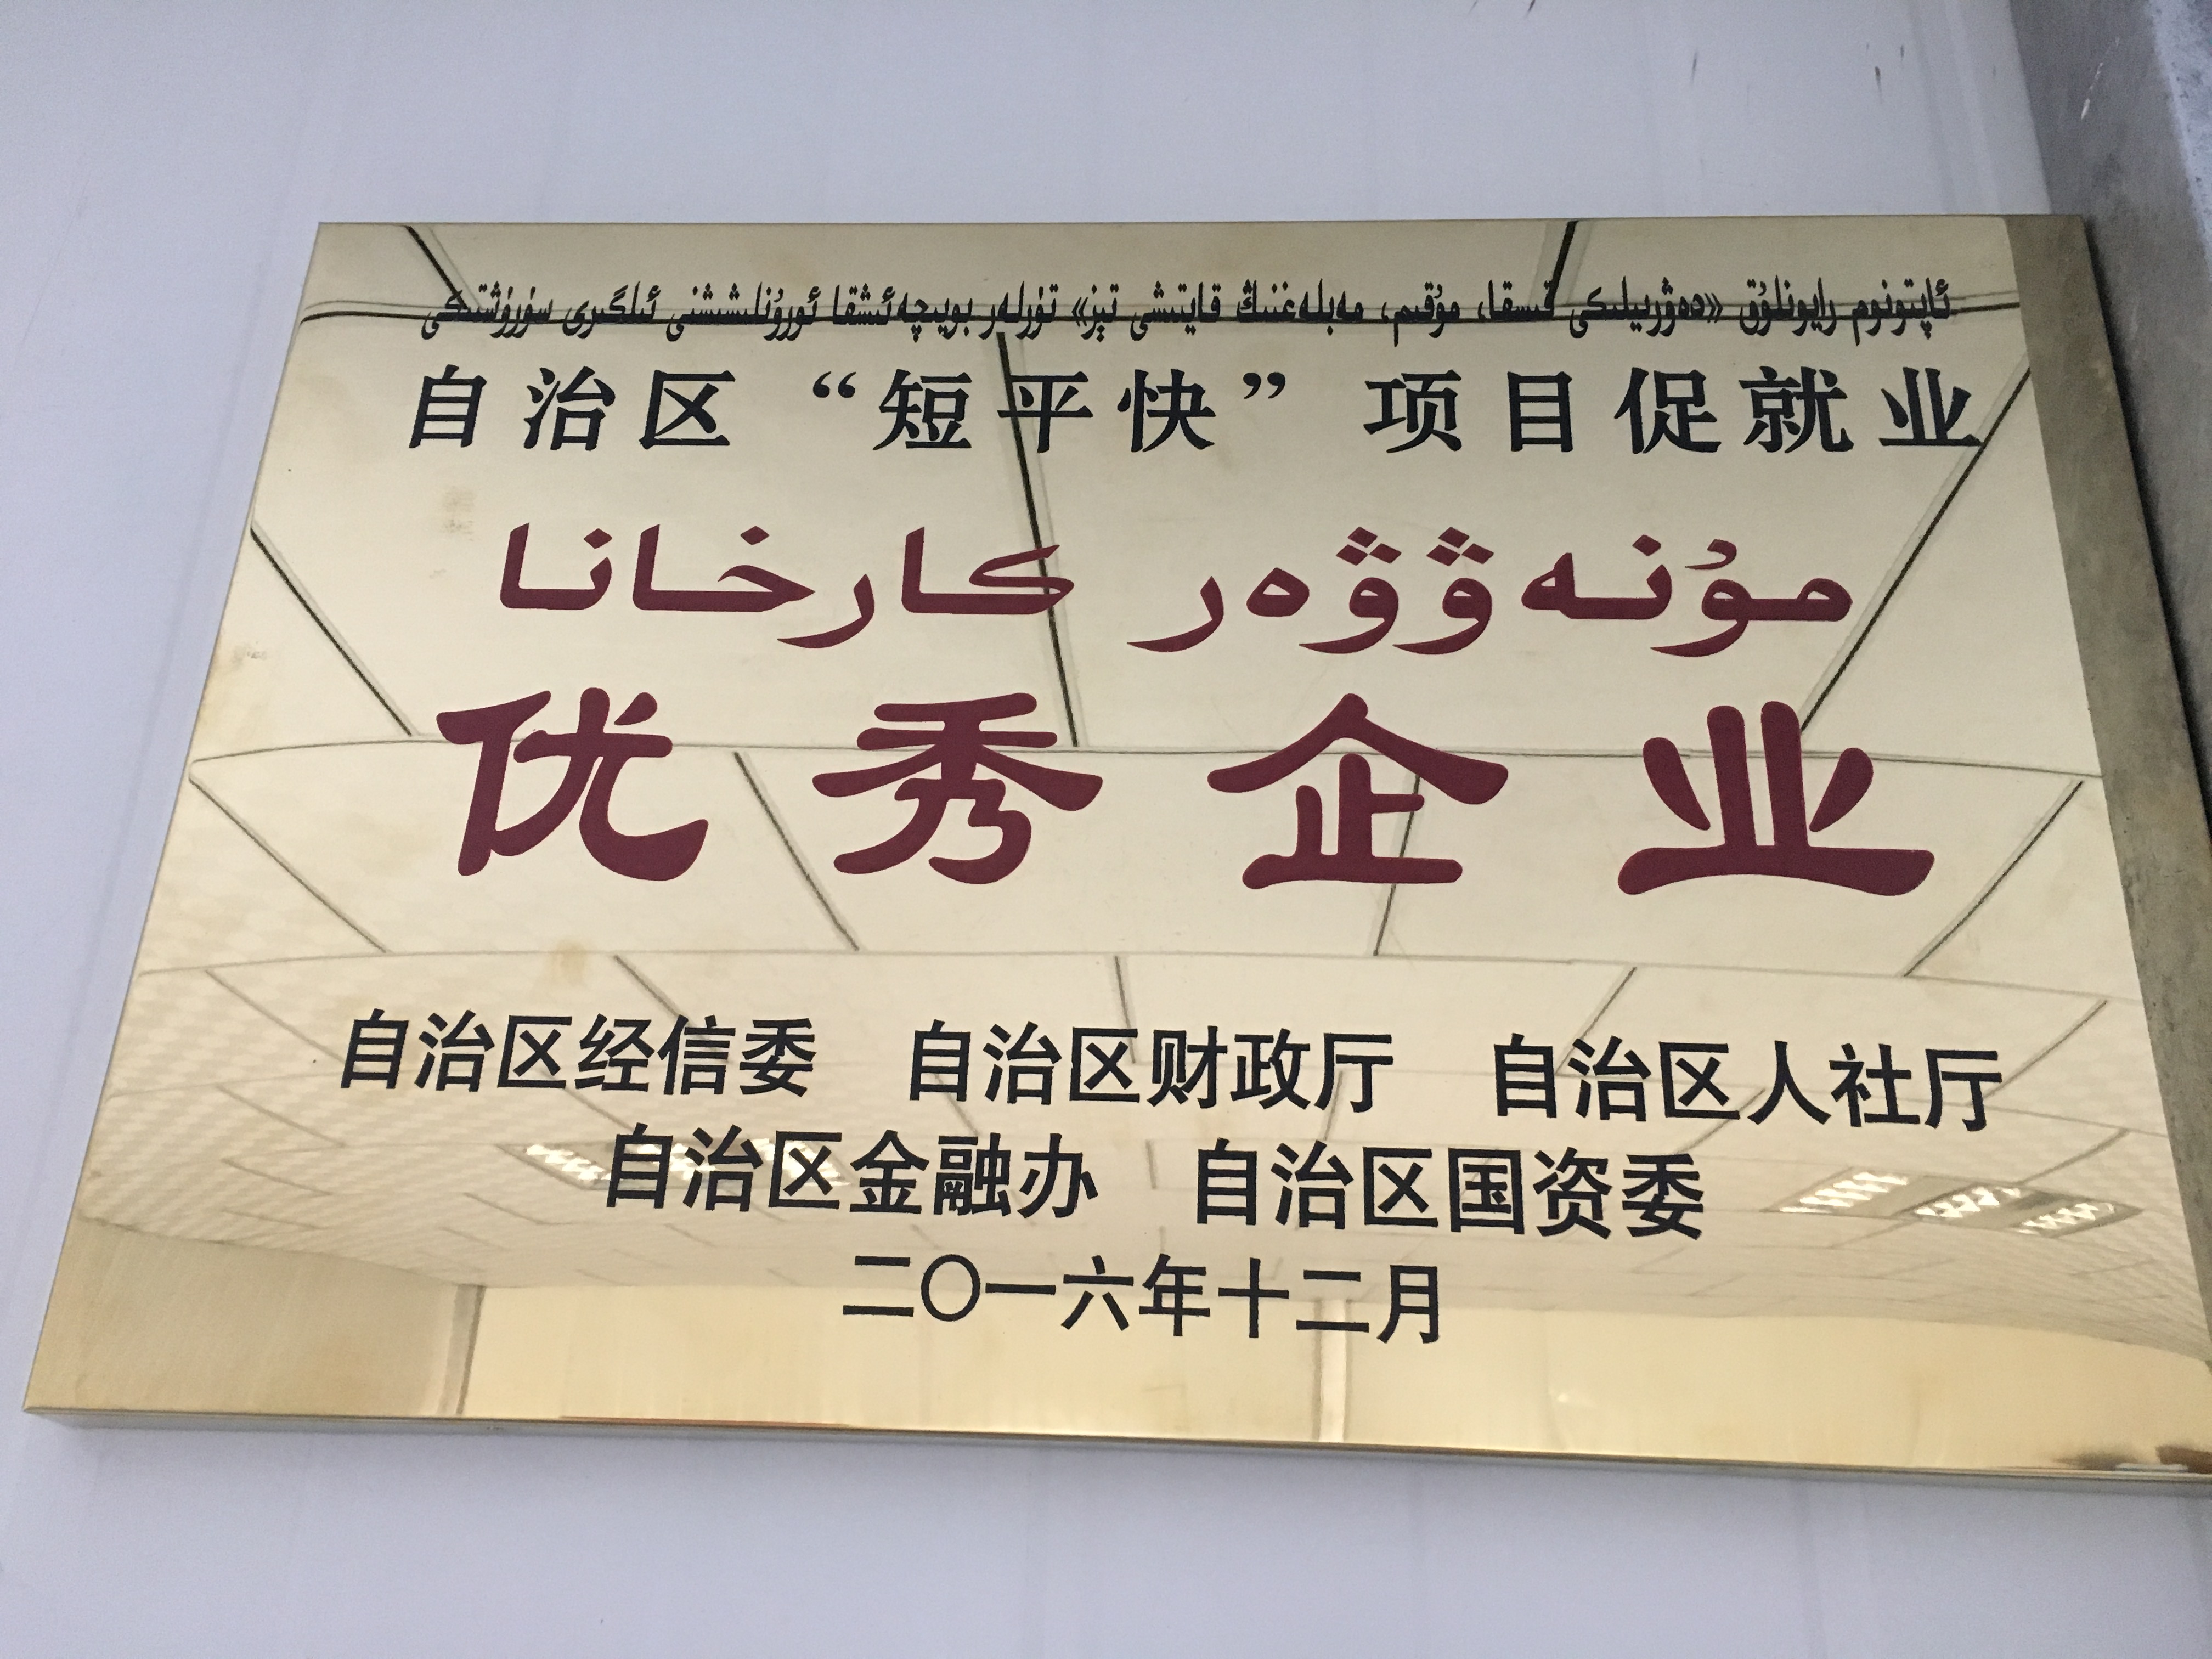 ئاپتونوم رايونلۇق «دەۋرىيلىكى قىسقا، مۇقىم، مەبلەغنىڭ قايتىشى تېز» تۈرلەر بويىچە ئىشقا ئورۇنلىشىشنى ئىلگىرى سۈرۈشتىكى
自治区“短平快”项目促就业
مۇنەۋۋەر كارخانا
优秀企业
自治区经信委 自治区财政厅 自治区人社厅
自治区金融办 自治区国资委
二〇一六年十二月